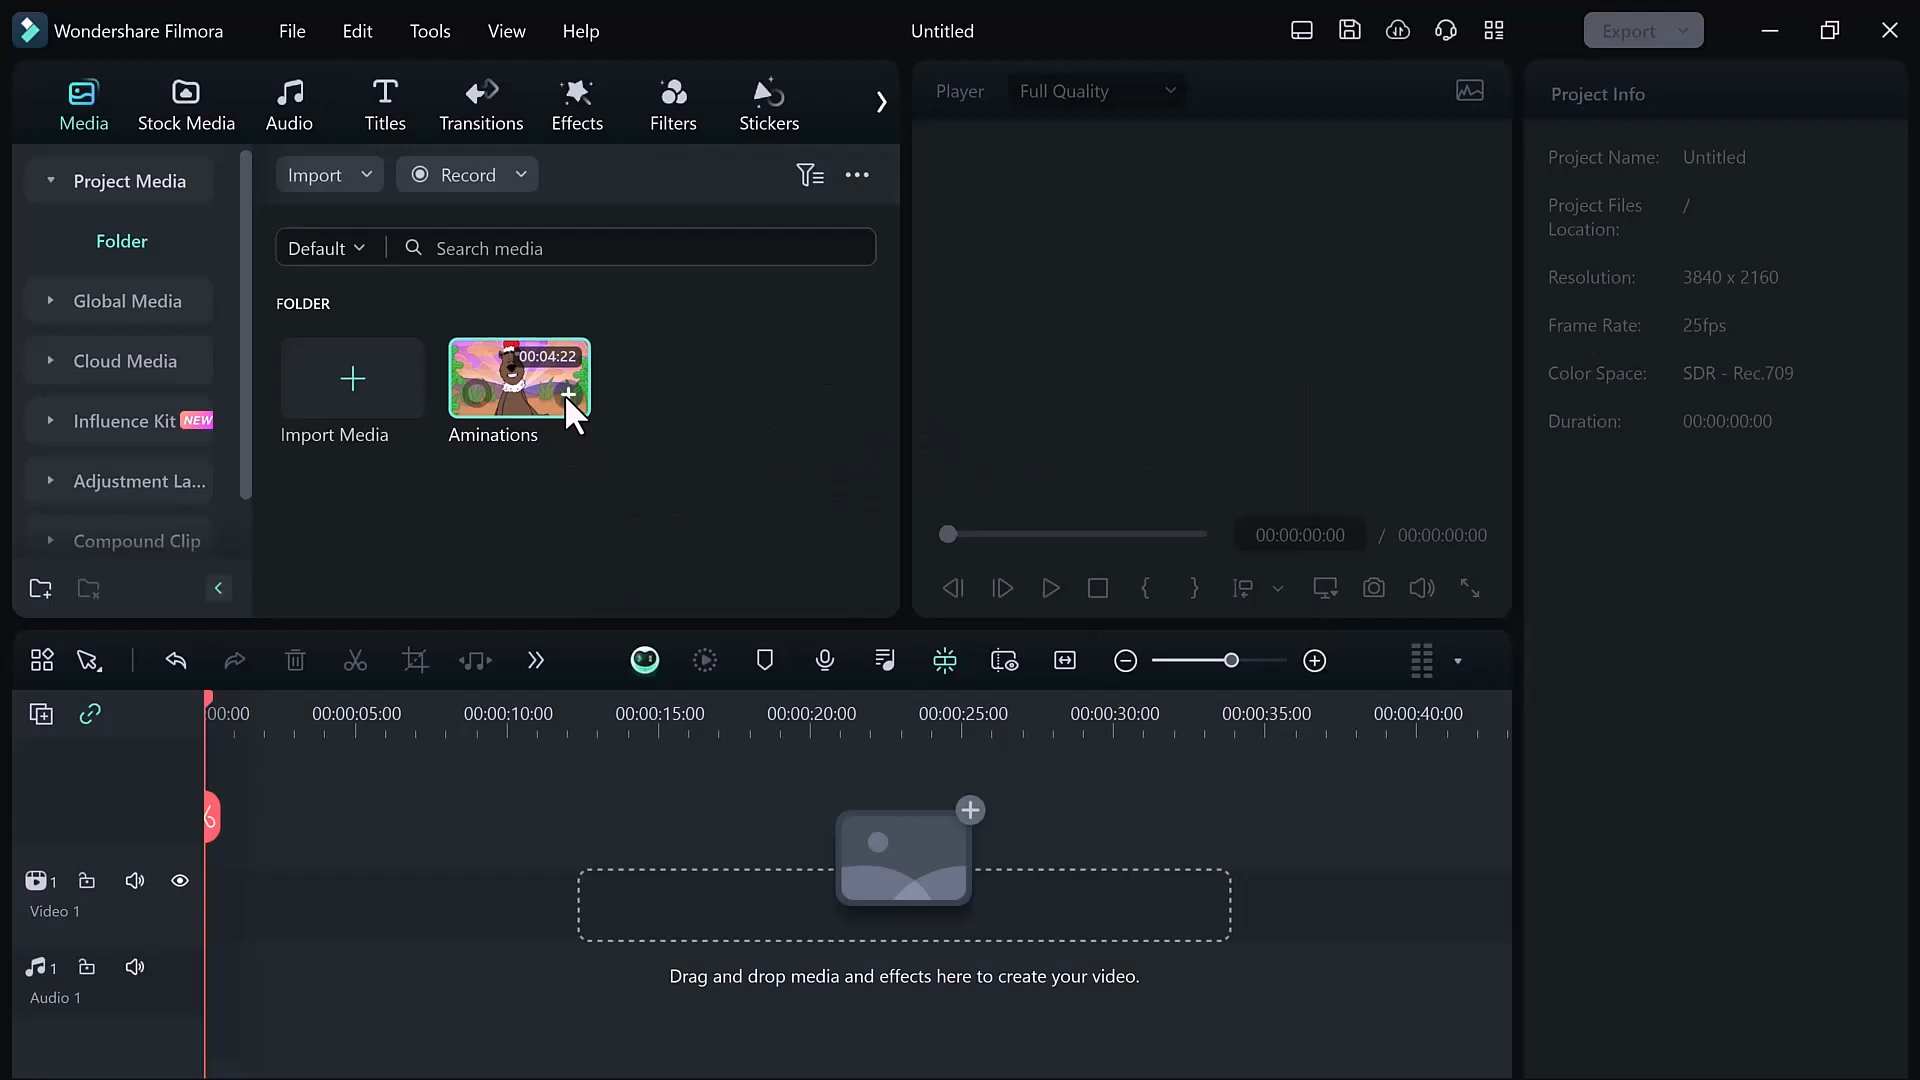 Wondershare Filmora
File
Edit
Tools
View
Help
Untitled
Export
Media
Stock Media
Audio
Titles
Transitions
Effects
Filters
Stickers
Player
Full Quality
Project Info
Project Media
Import
Record
Project Name: Untitled
Project Files
Location:
/
Folder
Default
Search media
Global Media
FOLDER
Resolution: 3840 x 2160
Frame Rate: 25fps
Cloud Media
00:04:22
Color Space: SDR - Rec.709
Influence Kit NEW
Import Media
Aminations
Duration: 00:00:00:00
Adjustment La...
Compound Clip
00:00:00:00 / 00:00:00:00
:00:00
00:00:05:00
00:00:10:00
00:00:15:00
00:00:20:00
00:00:25:00
00:00:30:00
00:00:35:00
00:00:40:00
1
Video 1
1
Audio 1
Drag and drop media and effects here to create your video.